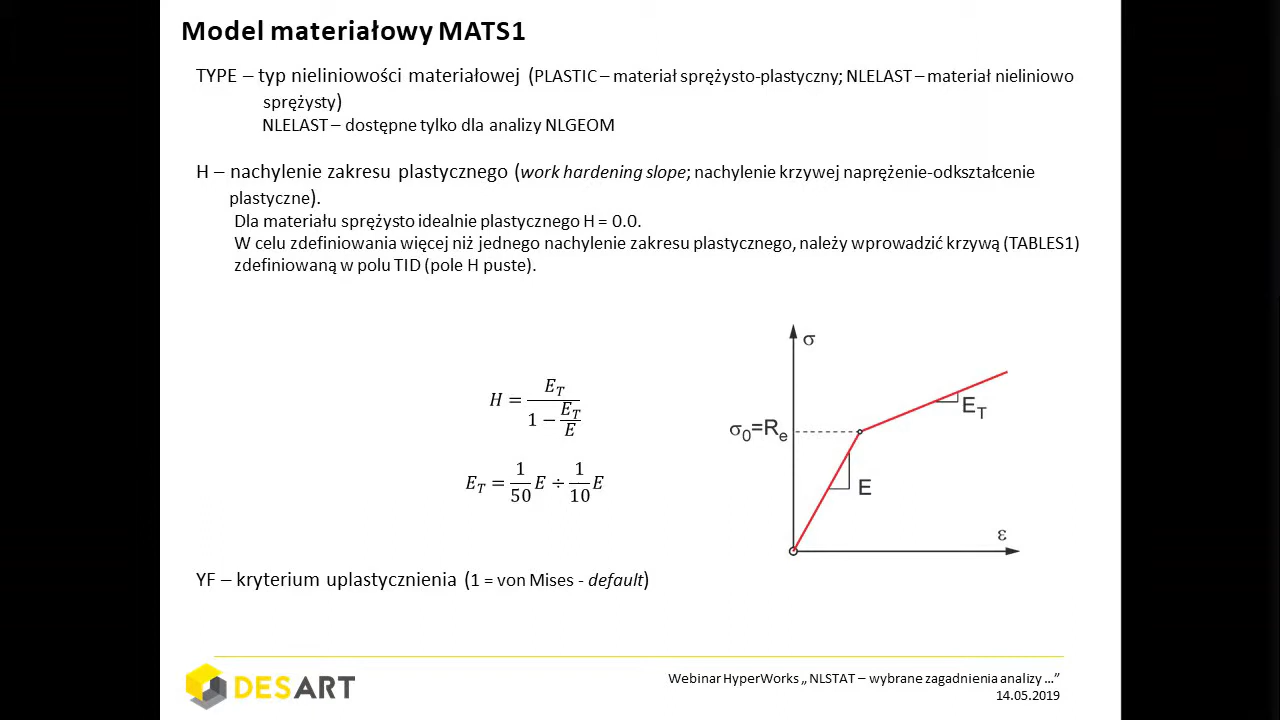 Model materiałowy MATS1
TYPE – typ nieliniowości materiałowej (PLASTIC – materiał sprężysto-plastyczny; NLELAST – materiał nieliniowo
sprężysty)
NLELAST – dostępne tylko dla analizy NLGEOM
H – nachylenie zakresu plastycznego (work hardening slope; nachylenie krzywej naprężenie-odkształcenie
plastyczne).
Dla materiału sprężysto idealnie plastycznego H = 0.0.
W celu zdefiniowania więcej niż jednego nachylenie zakresu plastycznego, należy wprowadzić krzywą (TABLES1)
zdefiniowaną w polu TID (pole H puste).
σ
H = E_T / (1 − E_T/E)
E_T
σ₀=R_e
E_T = 1/50 E ÷ 1/10 E
E
ε
YF – kryterium uplastycznienia (1 = von Mises - default)
DESART
Webinar HyperWorks „ NLSTAT – wybrane zagadnienia analizy ...”
14.05.2019